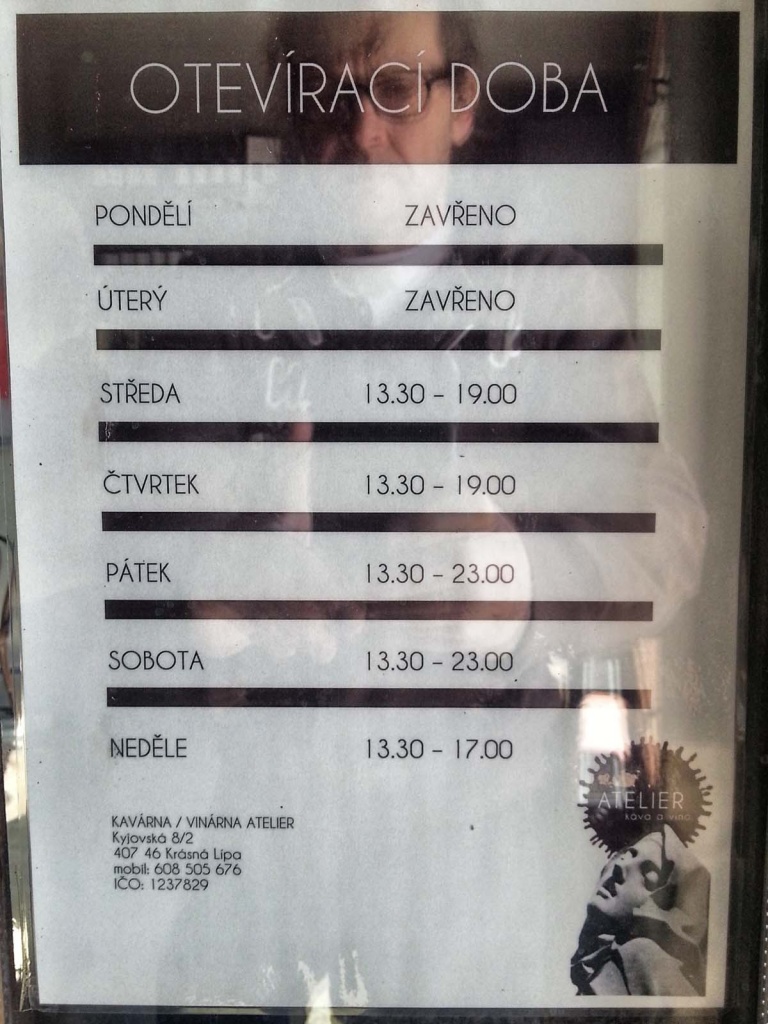 OTEVÍRACÍ DOBA
PONDĚLÍ ZAVŘENO
ÚTERÝ ZAVŘENO
STŘEDA 13.30 – 19.00
ČTVRTEK 13.30 – 19.00
PÁTEK 13.30 – 23.00
SOBOTA 13.30 – 23.00
NEDĚLE 13.30 – 17.00
ATELIER
káva a víno
KAVÁRNA / VINÁRNA ATELIER
Kyjovská 8/2
407 46 Krásná Lípa
mobil: 608 505 676
IČO: 1237829